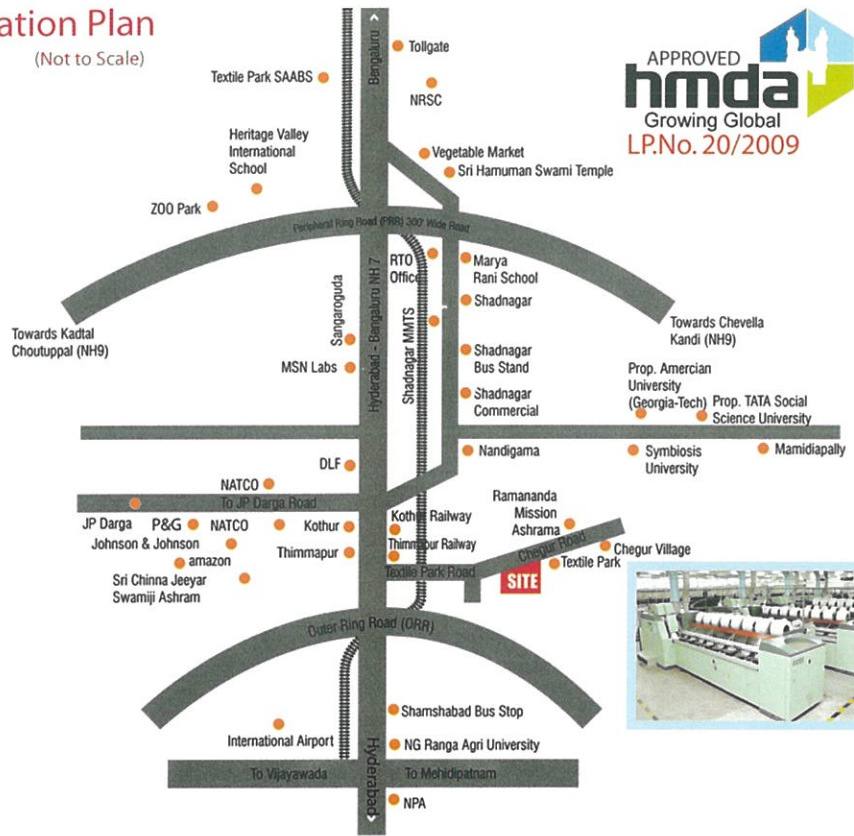 ation Plan
(Not to Scale)
APPROVED
hmda
Growing Global
LP.No. 20/2009
Bengaluru
Tollgate
Textile Park SAABS
NRSC
Heritage Valley
International
School
Vegetable Market
Sri Hamuman Swami Temple
ZOO Park
Peripheral Ring Road (PRR) 300' Wide Road
RTO
Office
Marya
Rani School
Shadnagar
Towards Kadtal
Choutuppal (NH9)
Towards Chevella
Kandi (NH9)
Sangaroguda
Hyderabad - Bengaluru NH 7
Shadnagar MMTS
MSN Labs
Shadnagar
Bus Stand
Shadnagar
Commercial
Prop. Amercian
University
(Georgia-Tech)
Prop. TATA Social
Science University
DLF
Nandigama
Symbiosis
University
Mamidiapally
NATCO
To JP Darga Road
JP Darga
P&G
NATCO
Kothur
Kothur Railway
Ramananda
Mission
Ashrama
Johnson & Johnson
amazon
Thimmapur
Thimmapur Railway
Chegur Road
Chegur Village
Sri Chinna Jeeyar
Swamiji Ashram
Textile Park Road
SITE
Textile Park
Outer Ring Road (ORR)
Shamshabad Bus Stop
International Airport
NG Ranga Agri University
Hyderabad
To Vijayawada
To Mehidipatnam
NPA